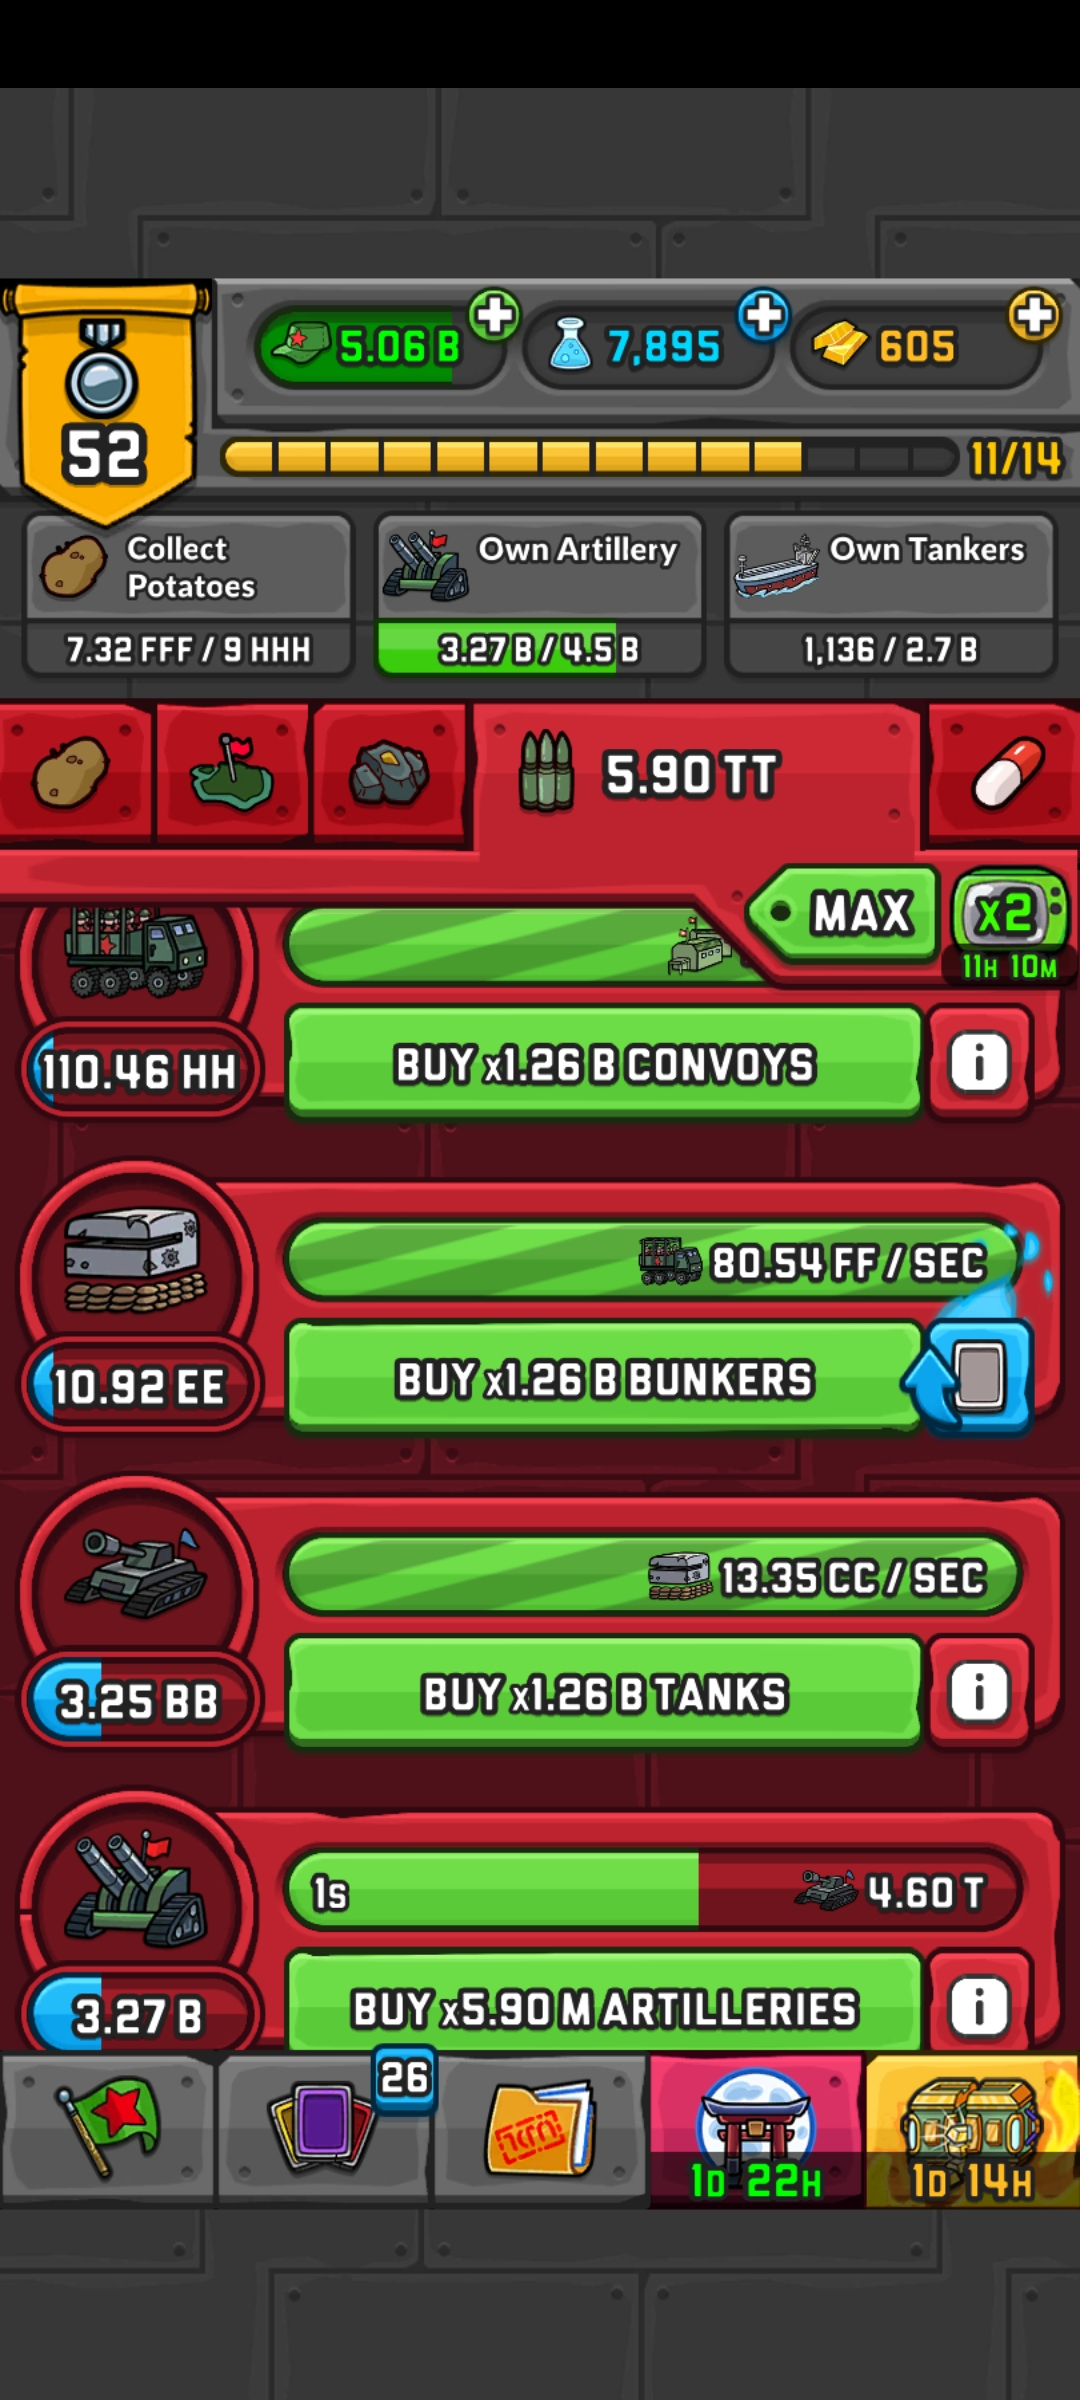 5.06 B
7,895
605
52
11/14
Collect
Potatoes
7.32 FFF / 9 HHH
Own Artillery
3.27 B / 4.5 B
Own Tankers
1,136 / 2.7 B
5.90 TT
MAX
x2
11H 10M
110.46 HH
BUY x1.26 B CONVOYS
i
80.54 FF / SEC
10.92 EE
BUY x1.26 B BUNKERS
13.35 CC / SEC
3.25 BB
BUY x1.26 B TANKS
i
1s
4.60 T
3.27 B
BUY x5.90 M ARTILLERIES
i
26
1D 22H
1D 14H